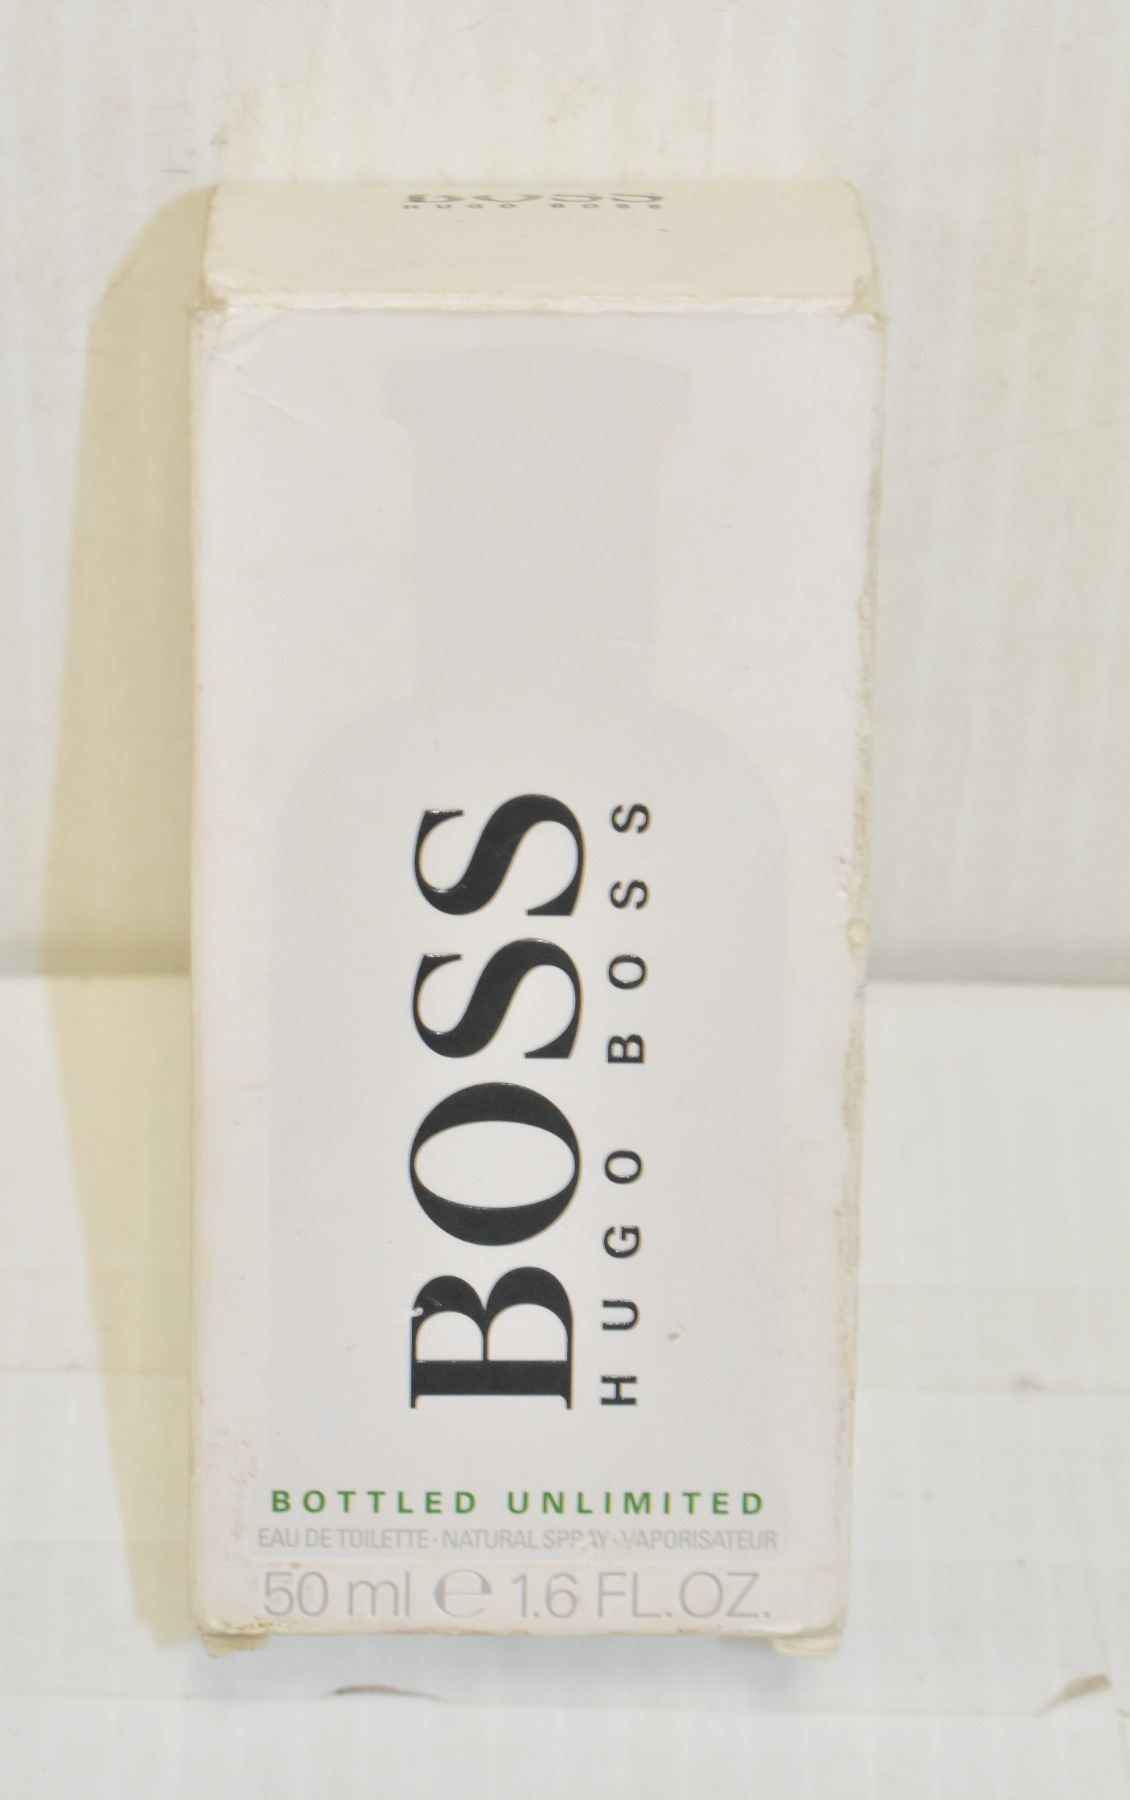 BOSS
HUGO BOSS
BOSS
HUGO BOSS
BOTTLED UNLIMITED
EAU DE TOILETTE · NATURAL SPRAY · VAPORISATEUR
50 ml ℮ 1.6 FL.OZ.